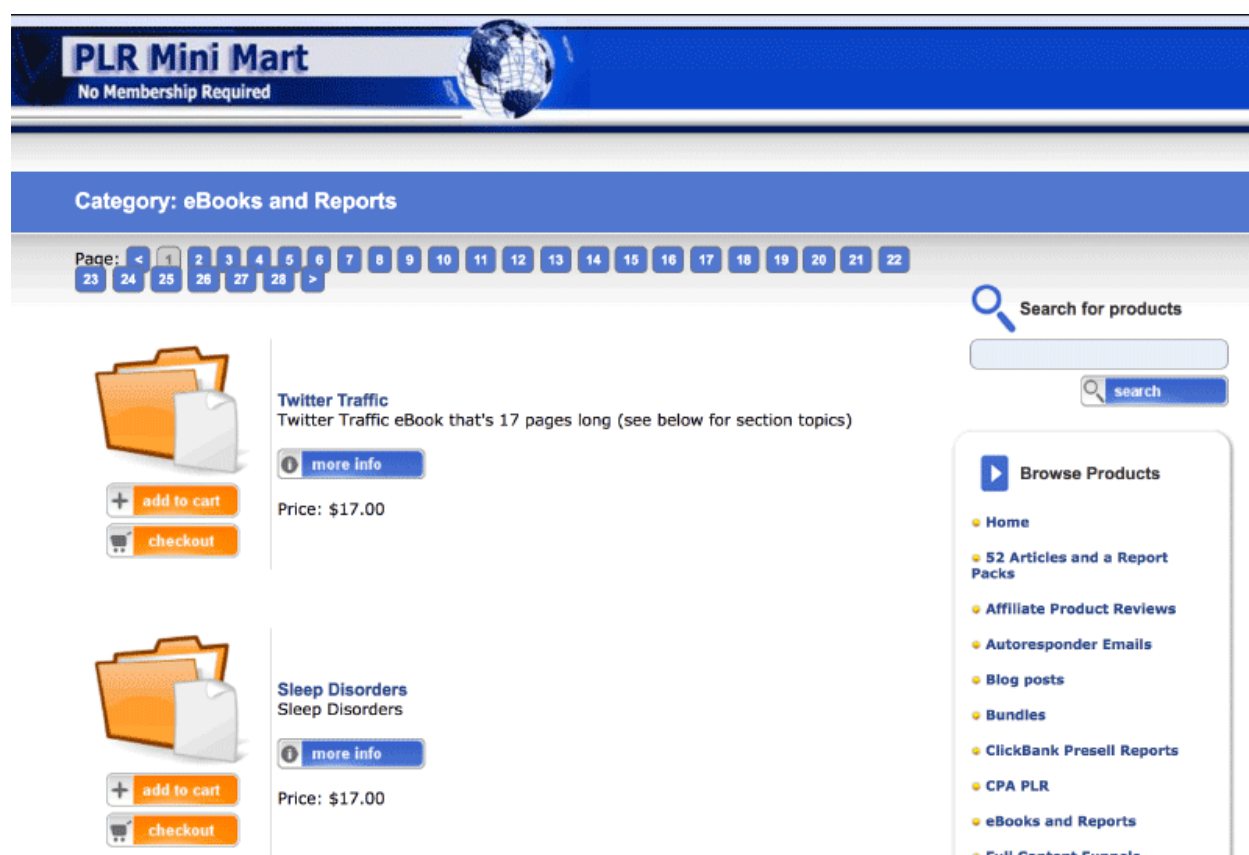 PLR Mini Mart
No Membership Required
Category: eBooks and Reports
Page: < 1 2 3 4 5 6 7 8 9 10 11 12 13 14 15 16 17 18 19 20 21 22
23 24 25 26 27 28 >
Twitter Traffic
Twitter Traffic eBook that's 17 pages long (see below for section topics)
more info
Price: $17.00
add to cart
checkout
Sleep Disorders
Sleep Disorders
more info
Price: $17.00
add to cart
checkout
Search for products
search
Browse Products
Home
52 Articles and a Report
Packs
Affiliate Product Reviews
Autoresponder Emails
Blog posts
Bundles
ClickBank Presell Reports
CPA PLR
eBooks and Reports
Full Content Funnels